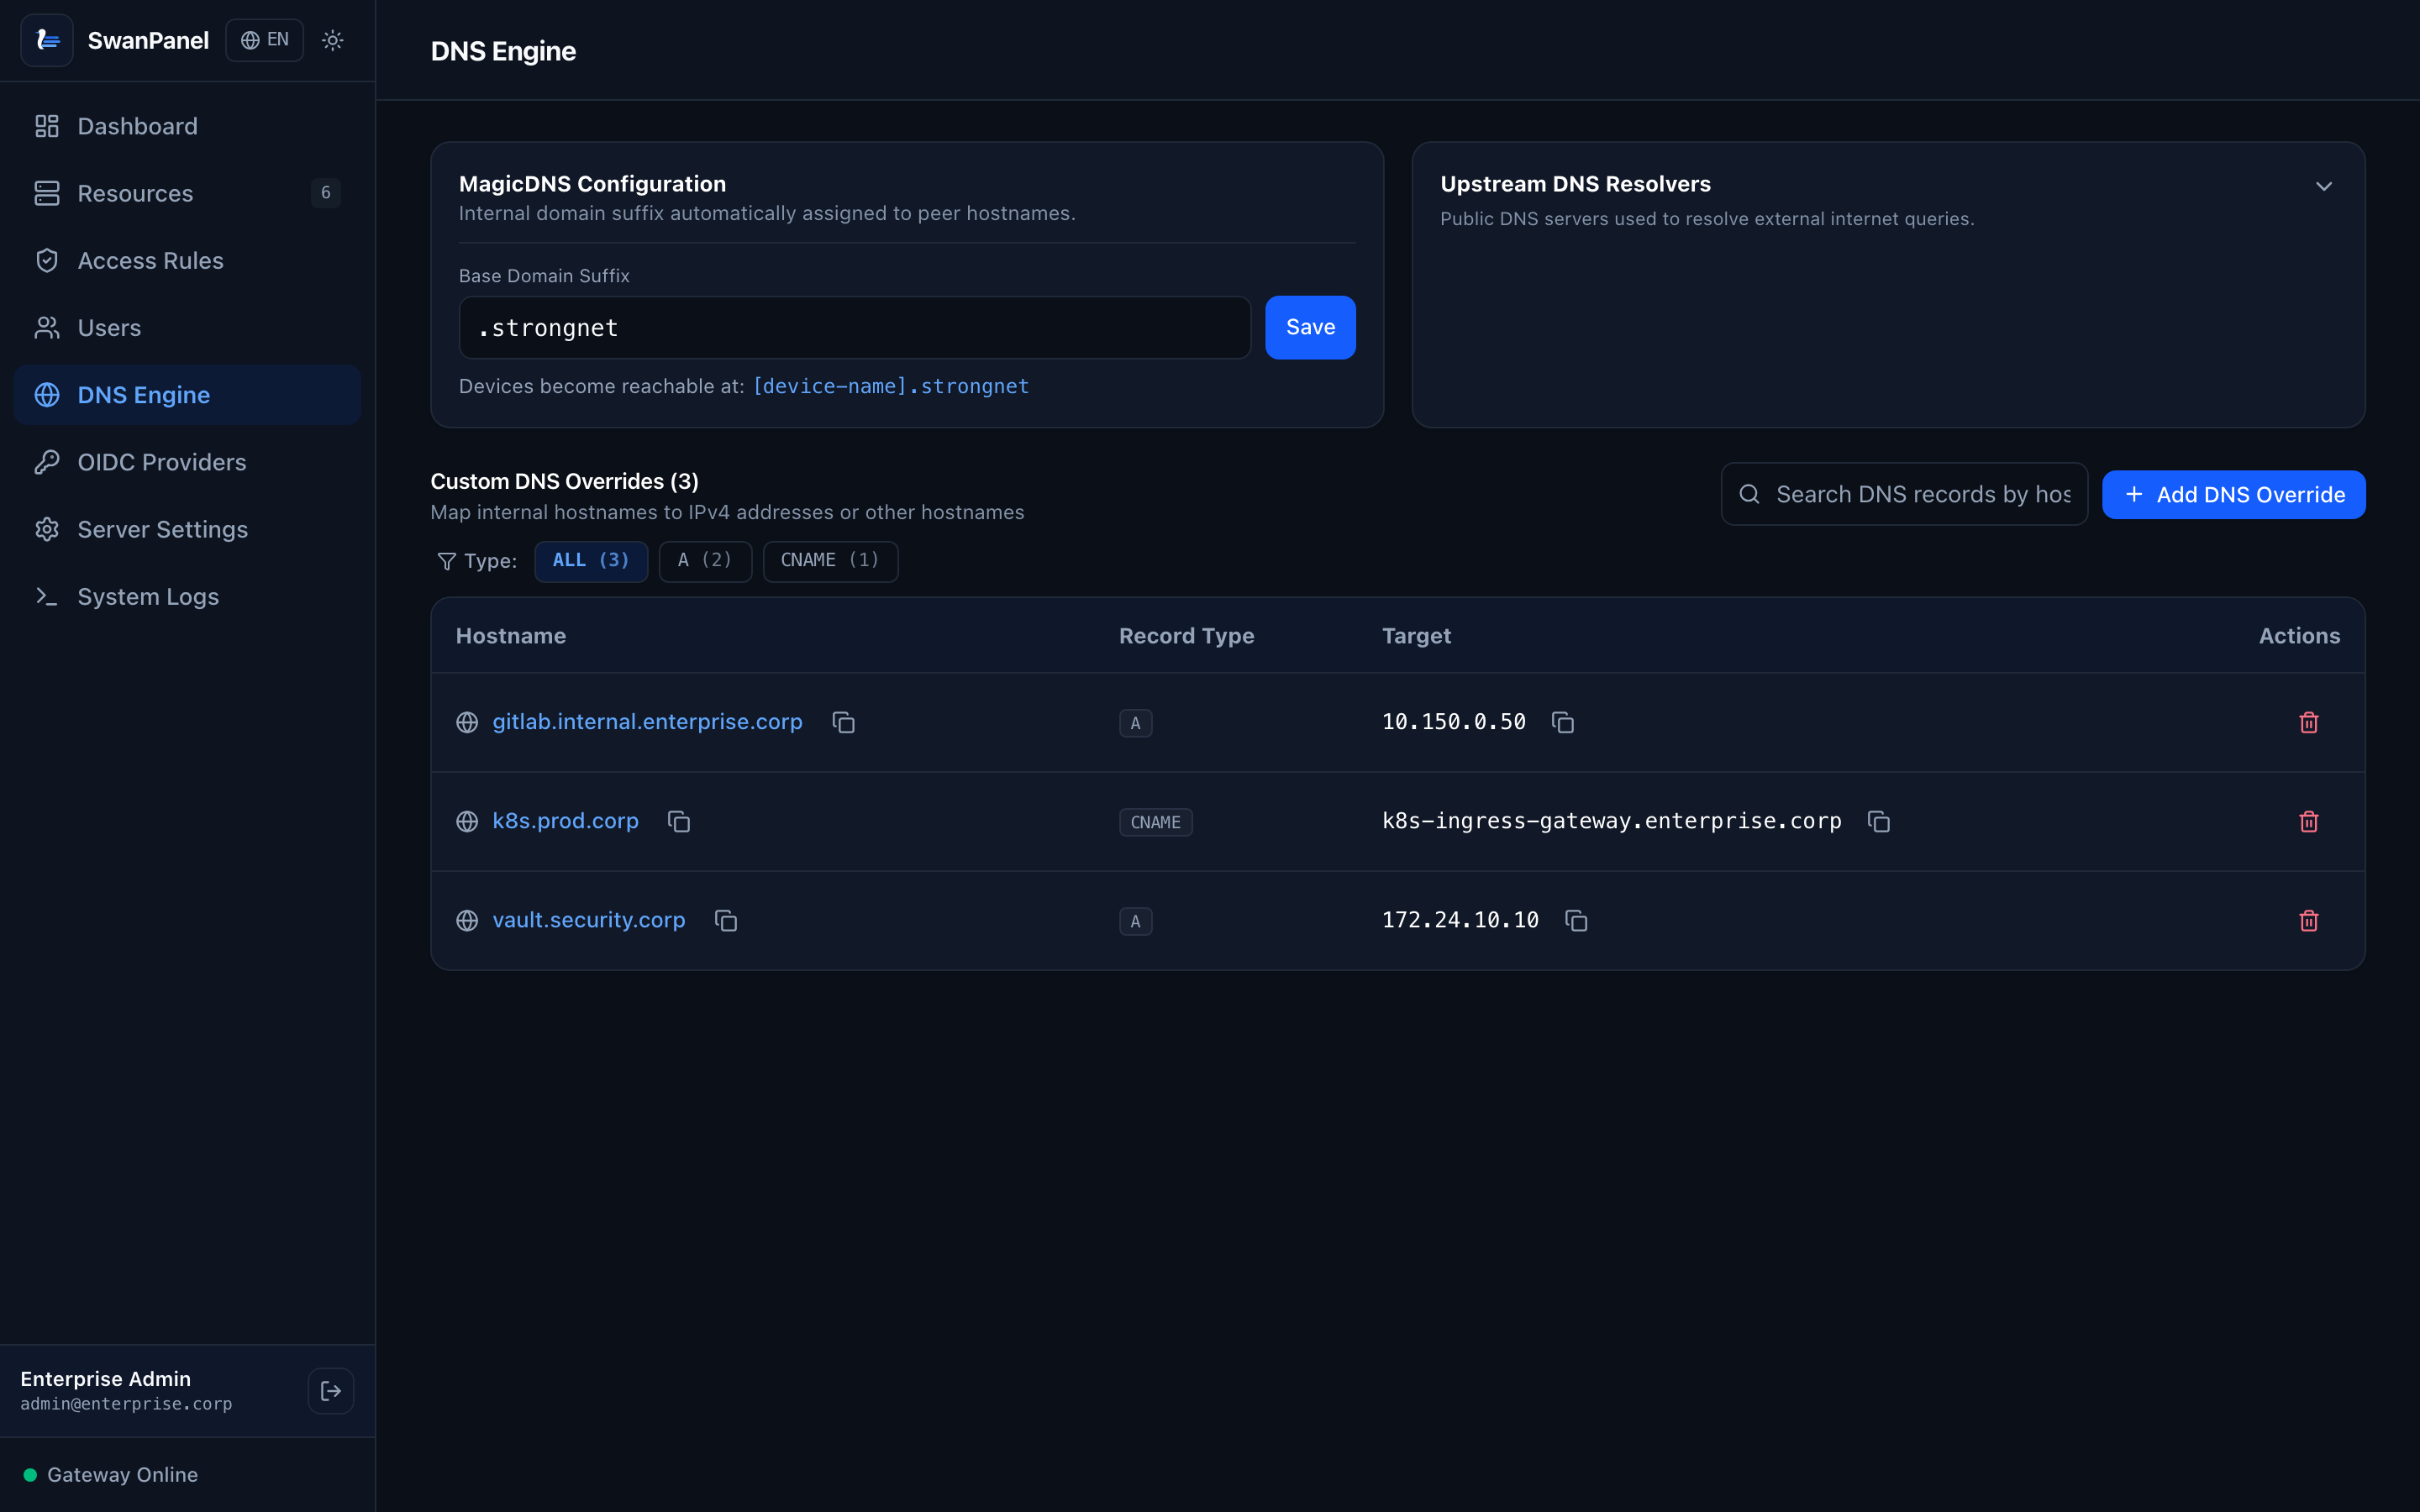 SwanPanel
EN
Dashboard
Resources
6
Access Rules
Users
DNS Engine
OIDC Providers
Server Settings
System Logs
Enterprise Admin
admin@enterprise.corp
Gateway Online
DNS Engine
MagicDNS Configuration
Internal domain suffix automatically assigned to peer hostnames.
Base Domain Suffix
.strongnet
Save
Devices become reachable at: [device-name].strongnet
Upstream DNS Resolvers
Public DNS servers used to resolve external internet queries.
Custom DNS Overrides (3)
Map internal hostnames to IPv4 addresses or other hostnames
Search DNS records by hos
Add DNS Override
Type: ALL (3) A (2) CNAME (1)
Hostname Record Type Target Actions
gitlab.internal.enterprise.corp A 10.150.0.50
k8s.prod.corp CNAME k8s-ingress-gateway.enterprise.corp
vault.security.corp A 172.24.10.10